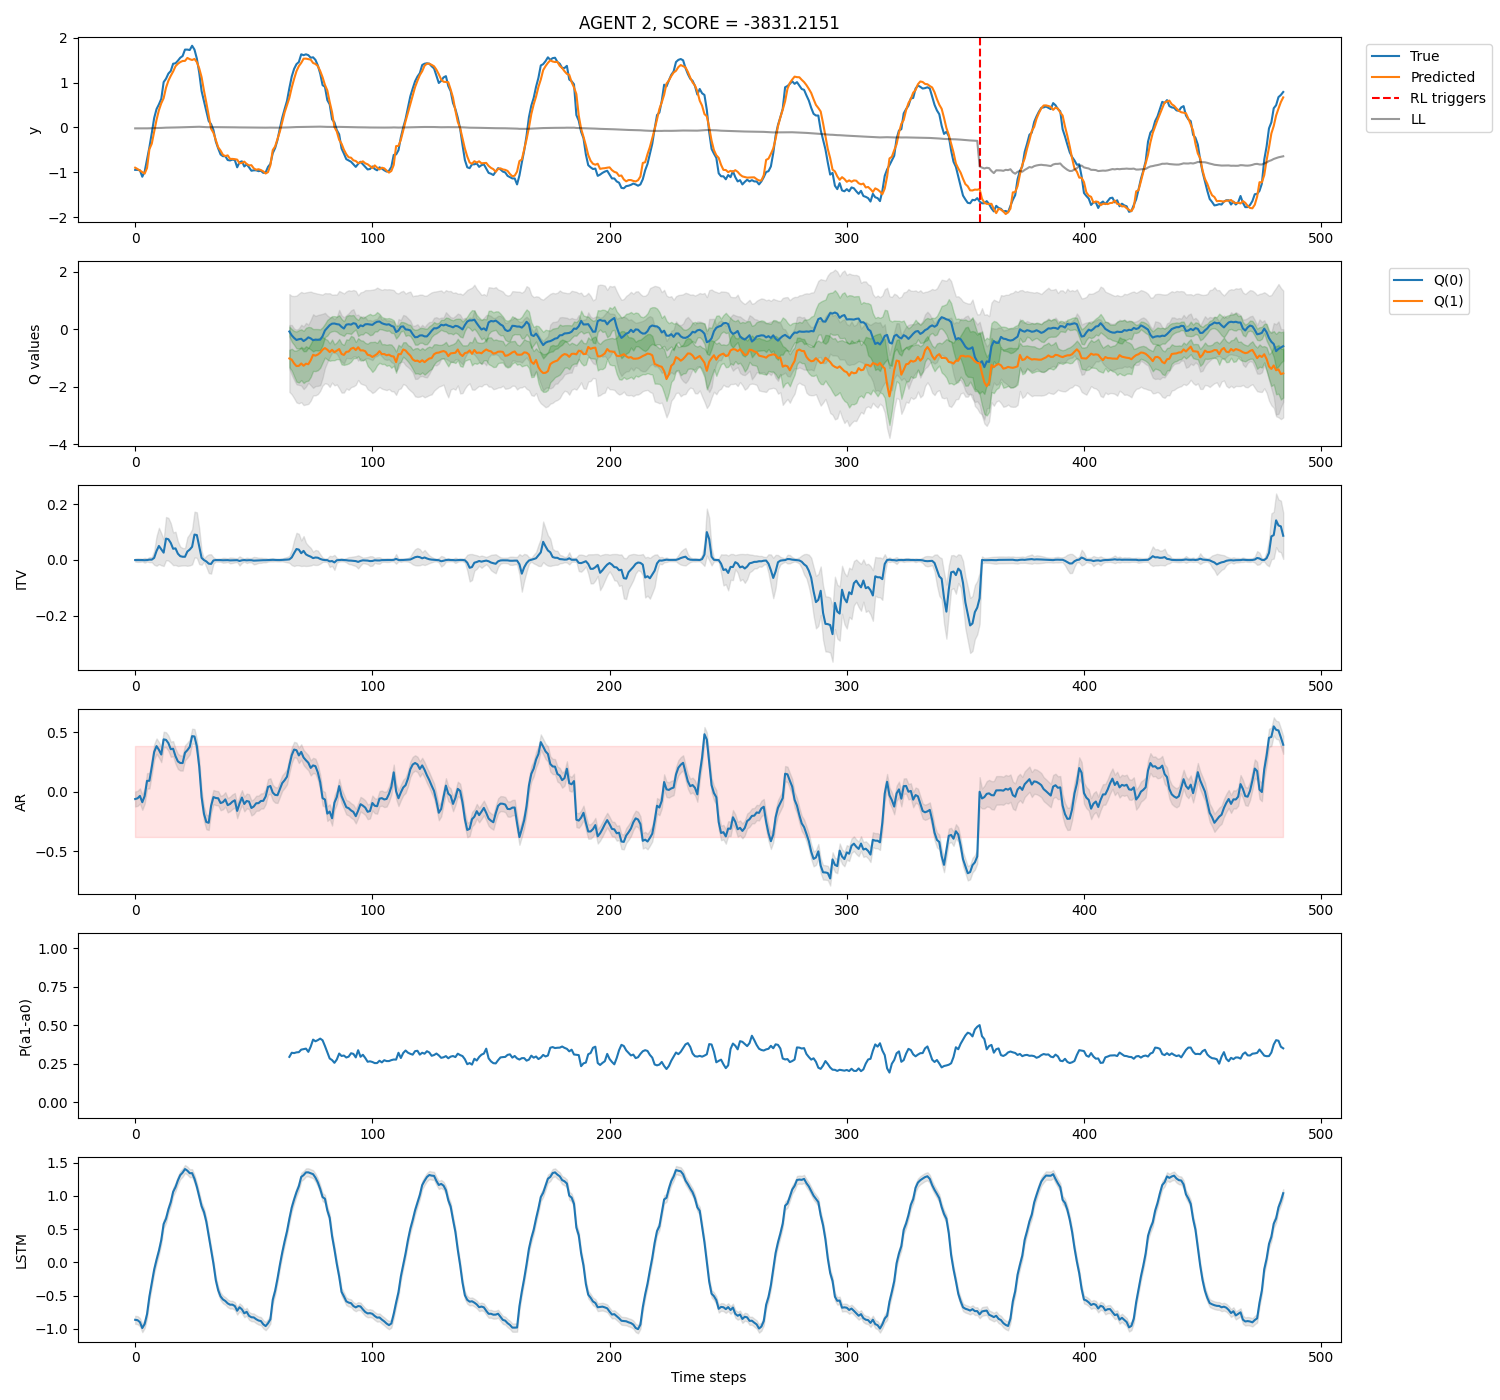 AGENT 2, SCORE = -3831.2151
y
2
1
0
−1
−2
0 100 200 300 400 500
True
Predicted
RL triggers
LL
Q values
2
0
−2
−4
0 100 200 300 400 500
Q(0)
Q(1)
ITV
0.2
0.0
−0.2
0 100 200 300 400 500
AR
0.5
0.0
−0.5
0 100 200 300 400 500
P(a1-a0)
1.00
0.75
0.50
0.25
0.00
0 100 200 300 400 500
LSTM
1.5
1.0
0.5
0.0
−0.5
−1.0
0 100 200 300 400 500
Time steps